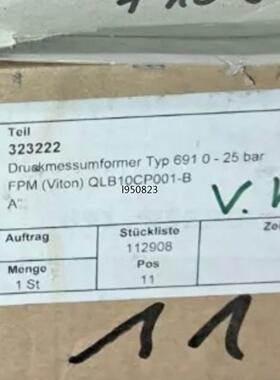 Teil
323222
Druckmessumformer Typ 691 0 - 25 bar
FPM (Viton) QLB10CP001-B
I950823
A"
V.
Auftrag
Stückliste
112908
Menge
Pos
1 St
11
11